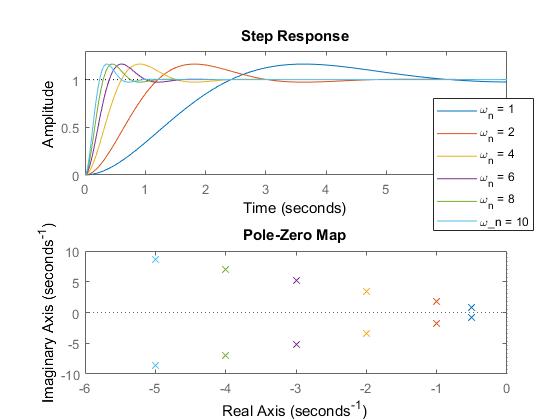 Step Response
Amplitude
1
0.5
0
0 1 2 3 4 5
Time (seconds)
ω_n = 1
ω_n = 2
ω_n = 4
ω_n = 6
ω_n = 8
ω_n = 10
Pole-Zero Map
Imaginary Axis (seconds⁻¹)
10
5
0
-5
-10
-6 -5 -4 -3 -2 -1 0
Real Axis (seconds⁻¹)